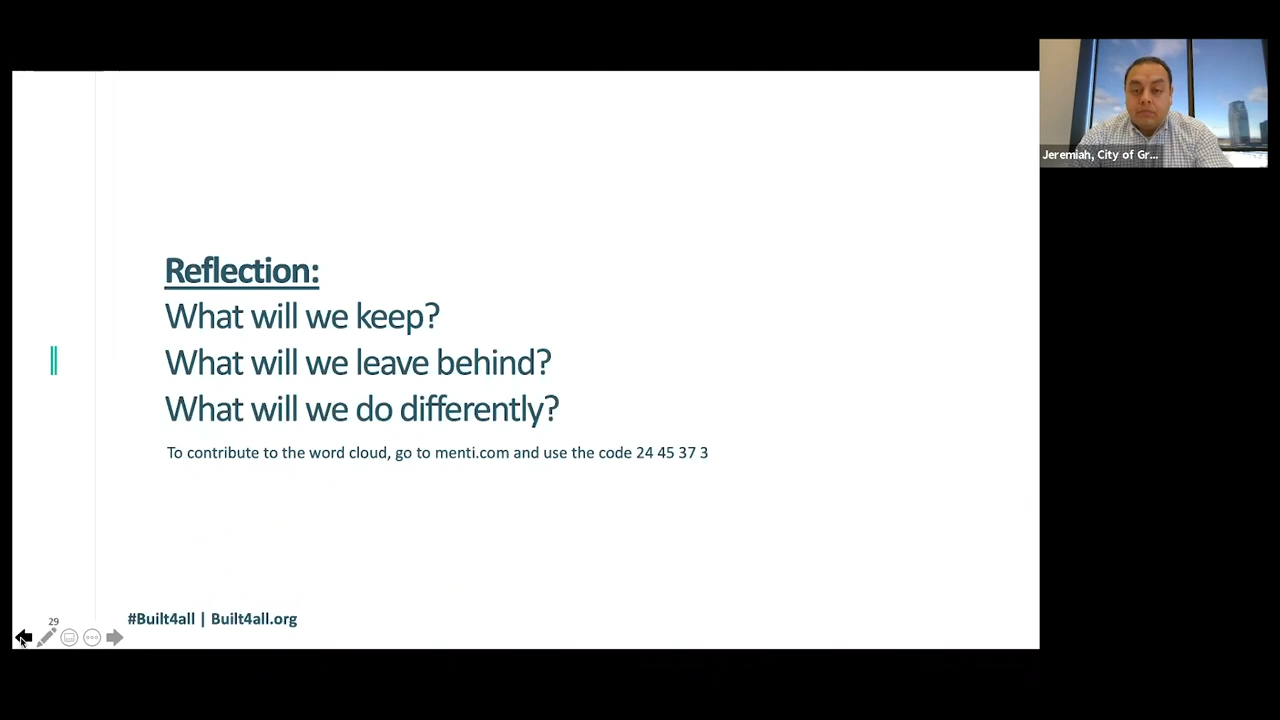 Jeremiah, City of Gr...
Reflection:
What will we keep?
What will we leave behind?
What will we do differently?
To contribute to the word cloud, go to menti.com and use the code 24 45 37 3
29
#Built4all | Built4all.org